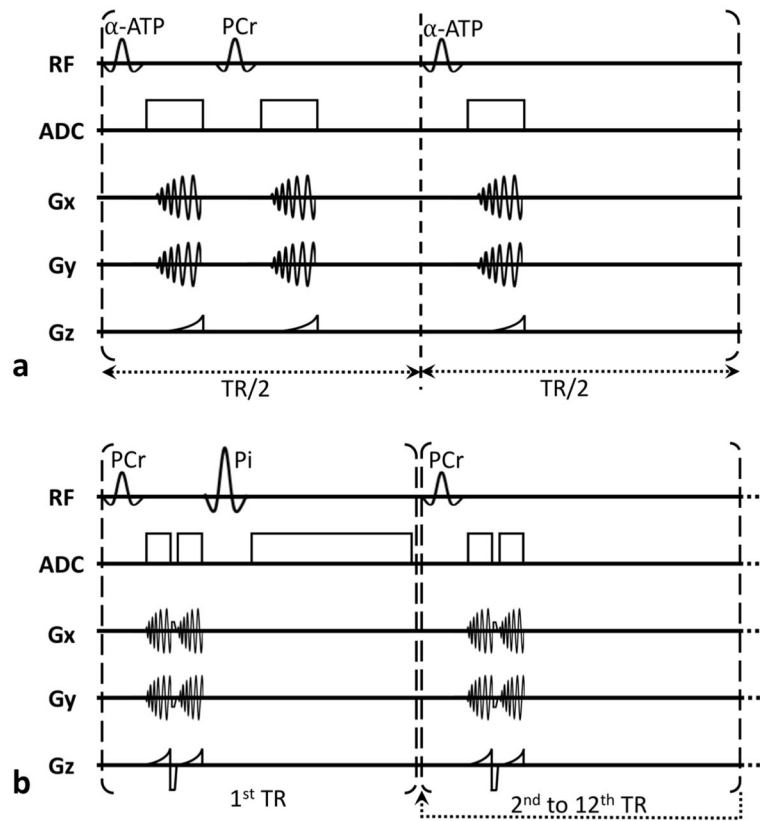 α-ATP PCr α-ATP
RF
ADC
Gx
Gy
Gz
a
TR/2 TR/2
PCr Pi PCr
RF
ADC
Gx
Gy
Gz
b
1st TR 2nd to 12th TR